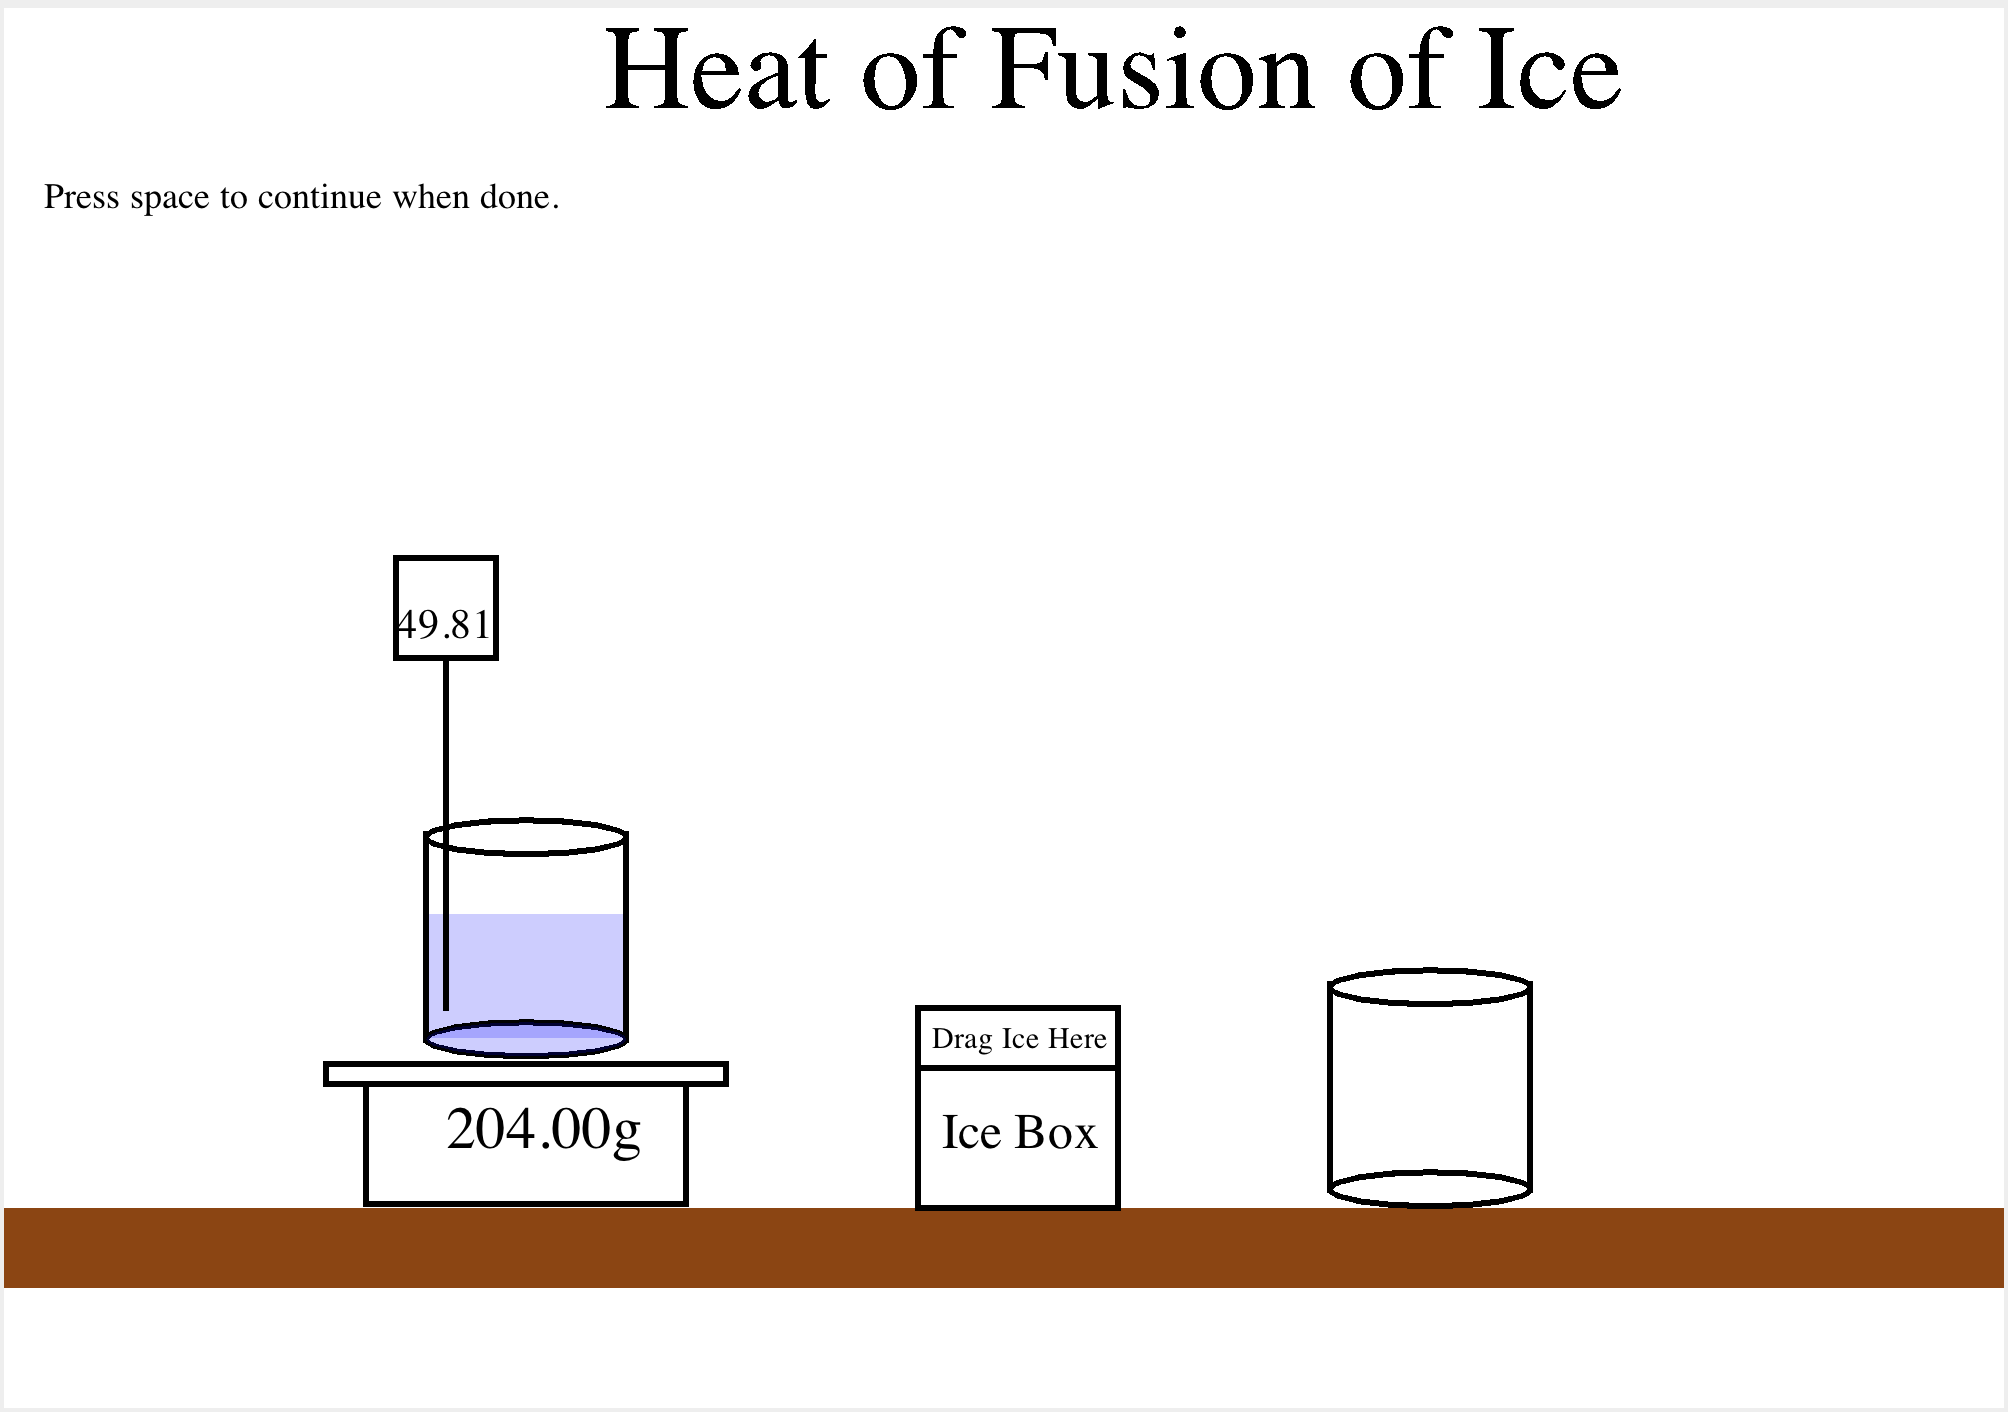 Heat of Fusion of Ice
Press space to continue when done.
49.81
Drag Ice Here
204.00g
Ice Box